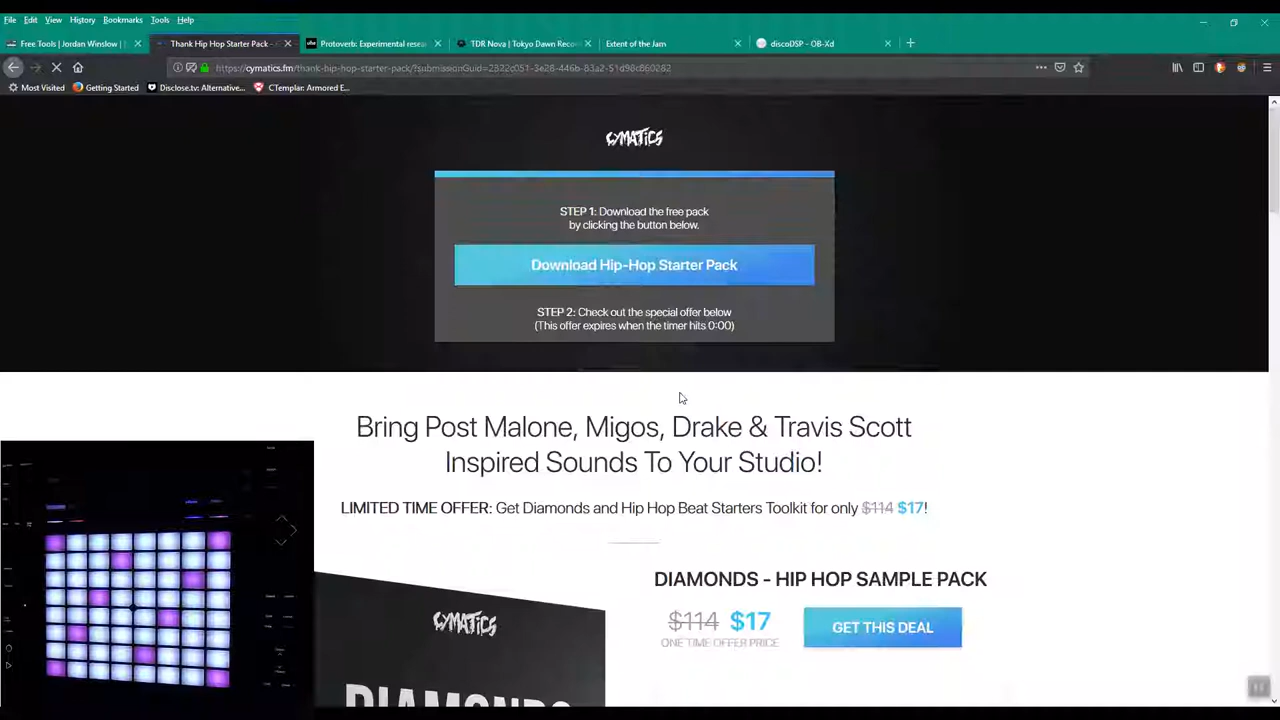 File Edit View History Bookmarks Tools Help
Free Tools | Jordan Winslow |
Thank Hip Hop Starter Pack -
Protoverb: Experimental resea
TDR Nova | Tokyo Dawn Reco
Extent of the Jam
discoDSP - OB-Xd
https://cymatics.fm/thank-hip-hop-starter-pack/?submissionGuid=2822c051-3e28-446b-83a2-51d98c860282
Most Visited Getting Started Disclose.tv: Alternative... CTemplar: Armored E...
CYMATICS
STEP 1: Download the free pack
by clicking the button below.
Download Hip-Hop Starter Pack
STEP 2: Check out the special offer below
(This offer expires when the timer hits 0:00)
Bring Post Malone, Migos, Drake & Travis Scott
Inspired Sounds To Your Studio!
LIMITED TIME OFFER: Get Diamonds and Hip Hop Beat Starters Toolkit for only $114 $17!
DIAMONDS - HIP HOP SAMPLE PACK
$114 $17
ONE TIME OFFER PRICE
GET THIS DEAL
CYMATICS
DIAMONDS